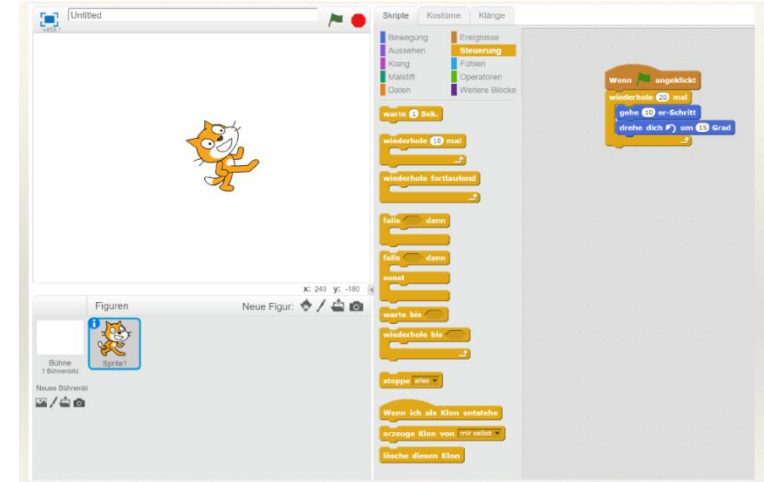 Untitled
Skripte Kostüme Klänge
Bewegung Ereignisse
Aussehen Steuerung
Klang Fühlen
Malstift Operatoren
Daten Weitere Blöcke
warte 1 Sek.
wiederhole 10 mal
wiederhole fortlaufend
falls dann
falls dann
sonst
warte bis
wiederhole bis
stoppe alles
Wenn ich als Klon entstehe
erzeuge Klon von mir selbst
lösche diesen Klon
Wenn angeklickt
wiederhole 20 mal
gehe 10 er-Schritt
drehe dich um 15 Grad
x: 240 y: -180
Figuren Neue Figur:
Bühne
1 Bühnenbild
Sprite1
Neues Bühnenbi